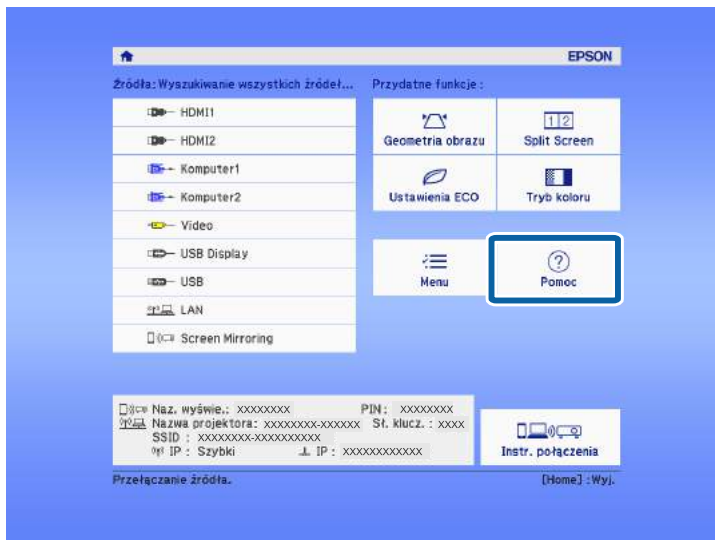 EPSON
Źródła: Wyszukiwanie wszystkich źródeł...
HDMI1
HDMI2
Komputer1
Komputer2
Video
USB Display
USB
LAN
Screen Mirroring
Przydatne funkcje :
Geometria obrazu
1 2
Split Screen
Ustawienia ECO
Tryb koloru
Menu
?
Pomoc
Naz. wyświe.: XXXXXXXX PIN: XXXXXXXX
Nazwa projektora: XXXXXXXX-XXXXXX Sł. klucz. : XXXX
SSID : XXXXXXXX-XXXXXXXXXX
IP : Szybki IP : XXXXXXXXXXXX
Instr. połączenia
Przełączanie źródła. [Home] :Wyj.